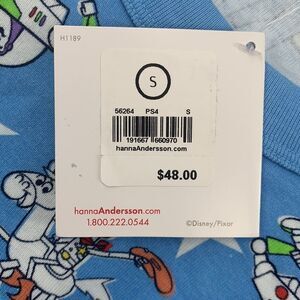 H1189
S
56264 PS4 S
191667 660970
hannaAndersson.com
$48.00
hannaAndersson.com
1.800.222.0544
©Disney/Pixar